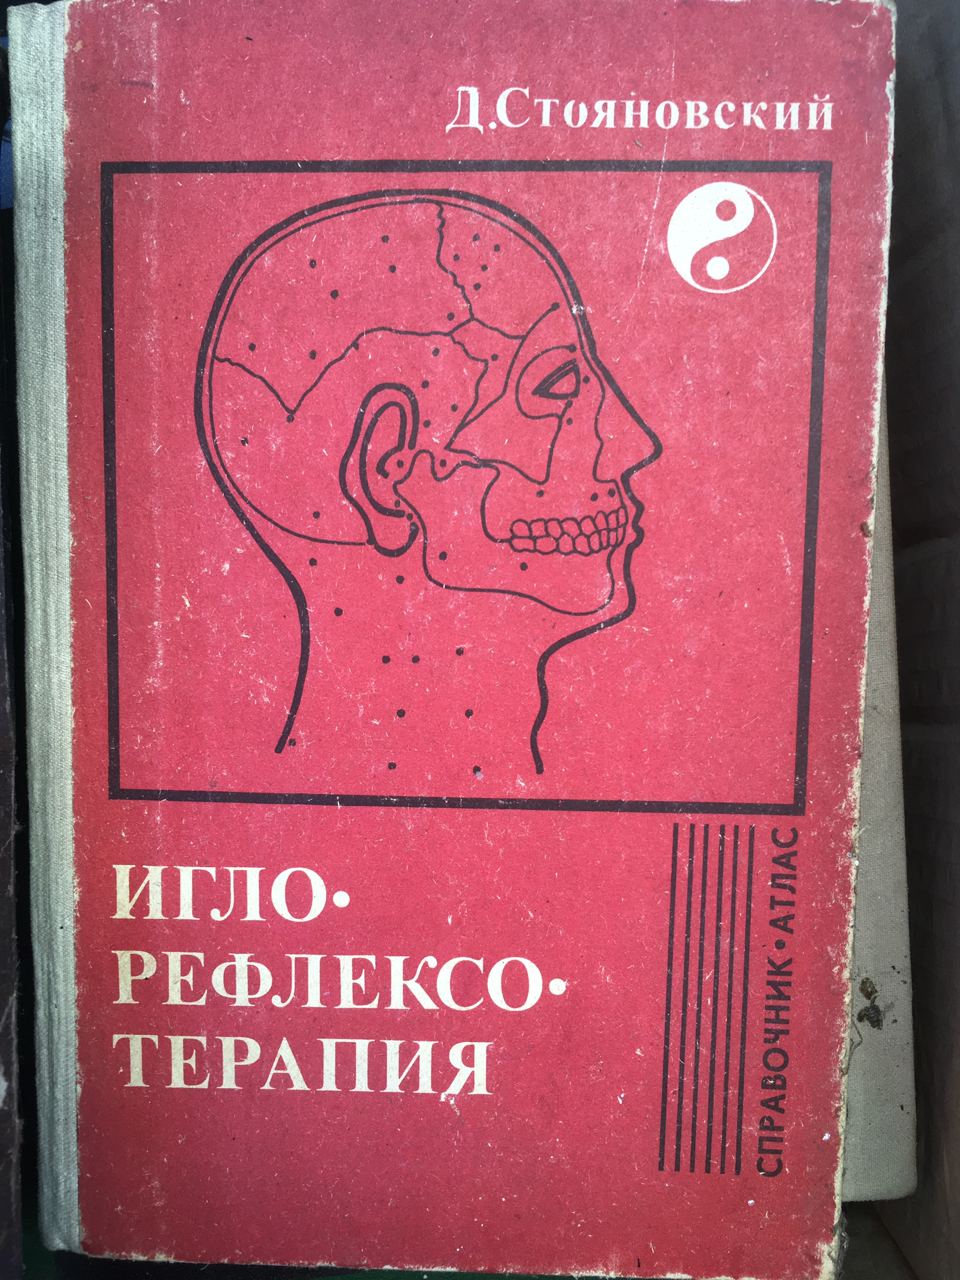 Д.Стояновский
ИГЛО•
РЕФЛЕКСО•
ТЕРАПИЯ
СПРАВОЧНИК•АТЛАС